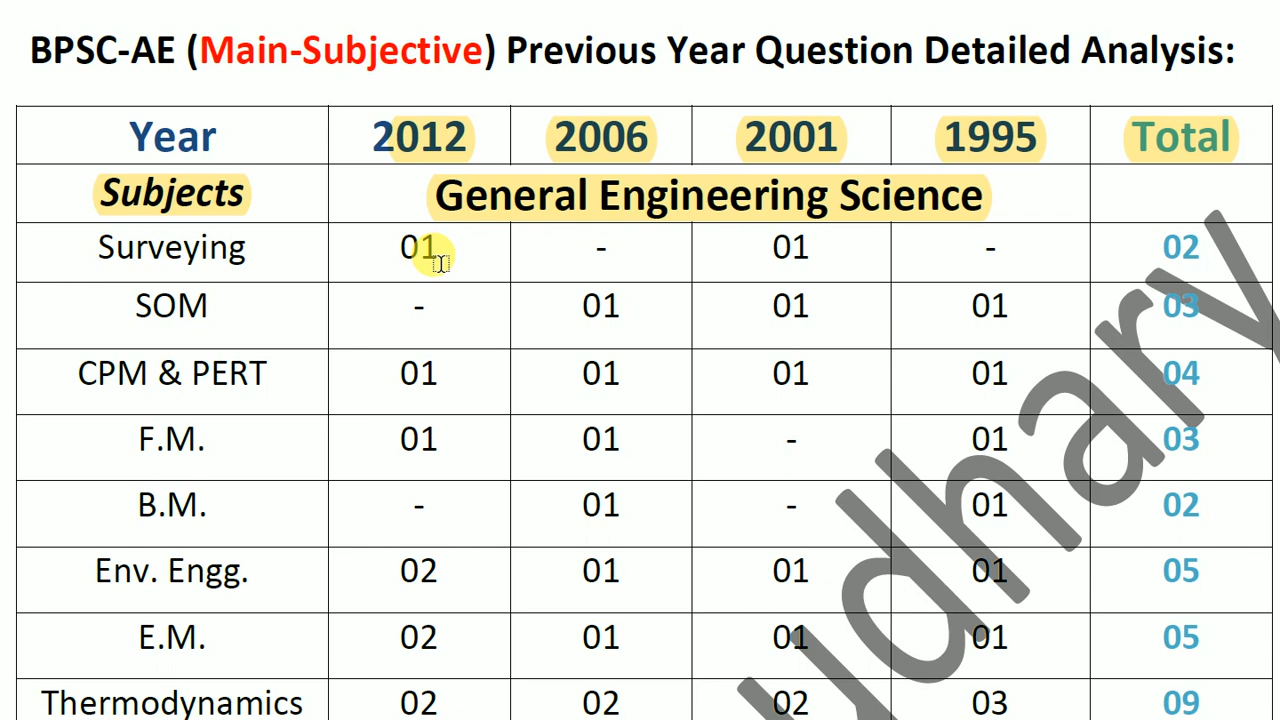 BPSC-AE (Main-Subjective) Previous Year Question Detailed Analysis:
Year 2012 2006 2001 1995 Total
Subjects General Engineering Science
Surveying 01 - 01 - 02
SOM - 01 01 01 03
CPM & PERT 01 01 01 01 04
F.M. 01 01 - 01 03
B.M. - 01 - 01 02
Env. Engg. 02 01 01 01 05
E.M. 02 01 01 01 05
Thermodynamics 02 02 02 03 09
udhary